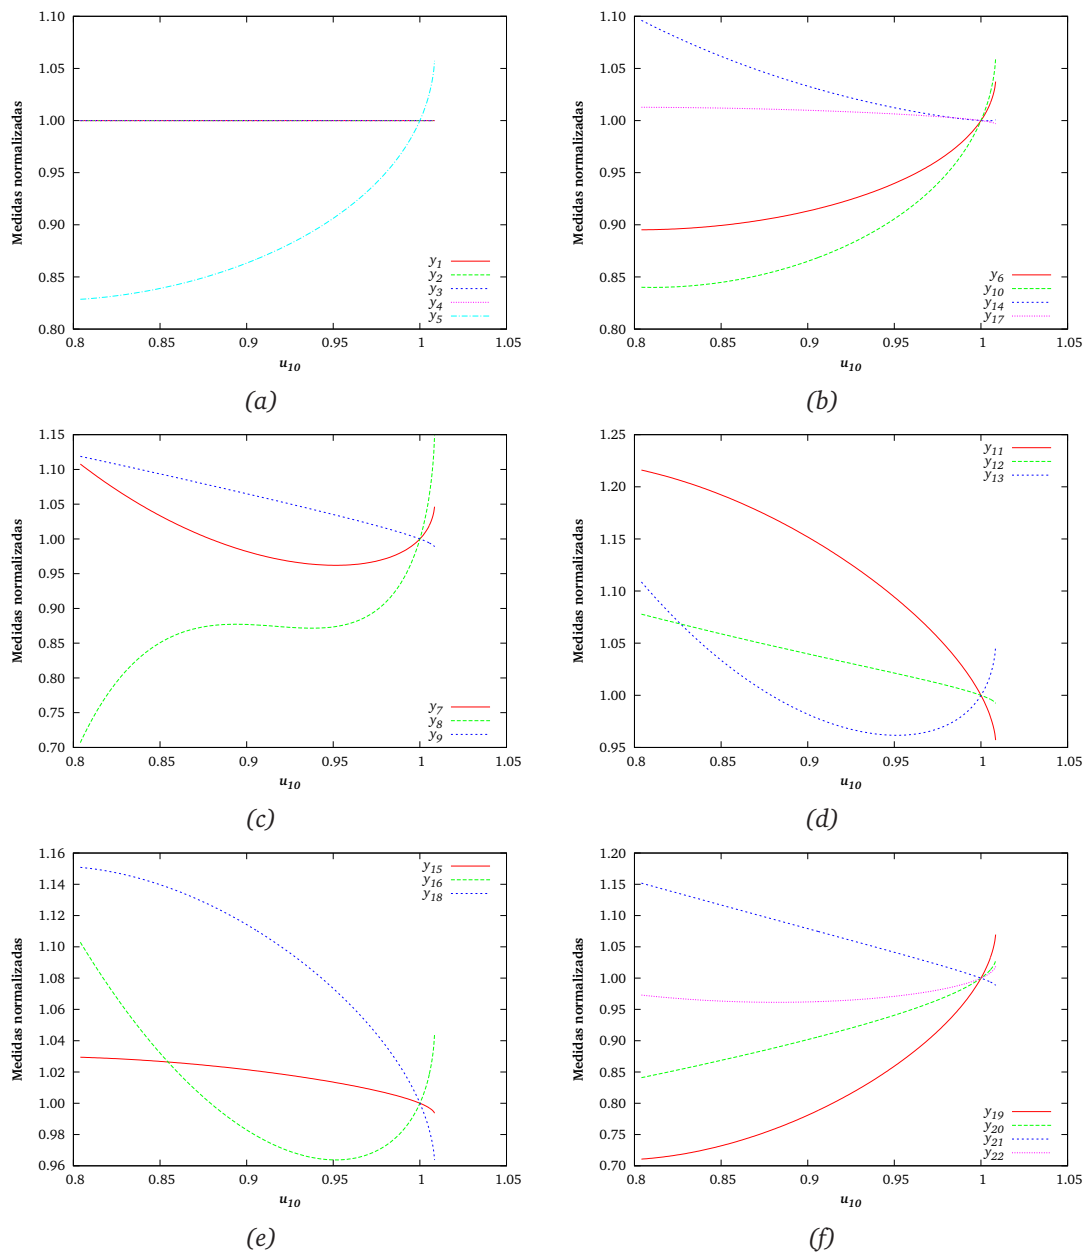 1.10
1.05
1.00
0.95
0.90
0.85
0.80
Medidas normalizadas
y1
y2
y3
y4
y5
0.8 0.85 0.9 0.95 1 1.05
u10
(a)
1.10
1.05
1.00
0.95
0.90
0.85
0.80
Medidas normalizadas
y6
y10
y14
y17
0.8 0.85 0.9 0.95 1 1.05
u10
(b)
1.15
1.10
1.05
1.00
0.95
0.90
0.85
0.80
0.75
0.70
Medidas normalizadas
y7
y8
y9
0.8 0.85 0.9 0.95 1 1.05
u10
(c)
1.25
1.20
1.15
1.10
1.05
1.00
0.95
Medidas normalizadas
y11
y12
y13
0.8 0.85 0.9 0.95 1 1.05
u10
(d)
1.16
1.14
1.12
1.10
1.08
1.06
1.04
1.02
1.00
0.98
0.96
Medidas normalizadas
y15
y16
y18
0.8 0.85 0.9 0.95 1 1.05
u10
(e)
1.20
1.15
1.10
1.05
1.00
0.95
0.90
0.85
0.80
0.75
0.70
Medidas normalizadas
y19
y20
y21
y22
0.8 0.85 0.9 0.95 1 1.05
u10
(f)